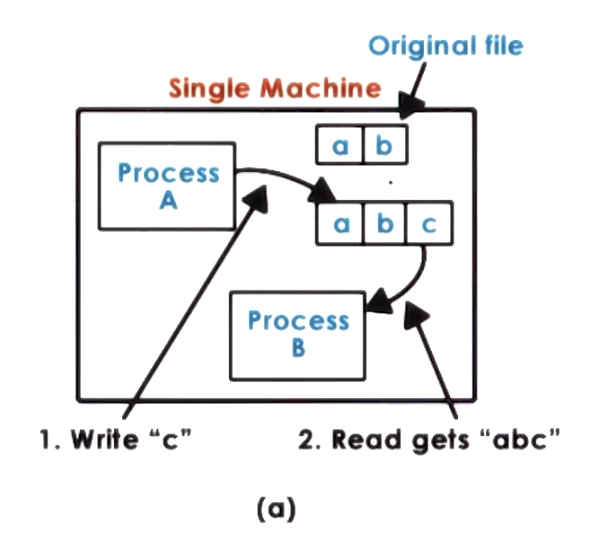 Original file
Single Machine
a b
Process
A
a b c
Process
B
1. Write “c”
2. Read gets “abc”
(a)